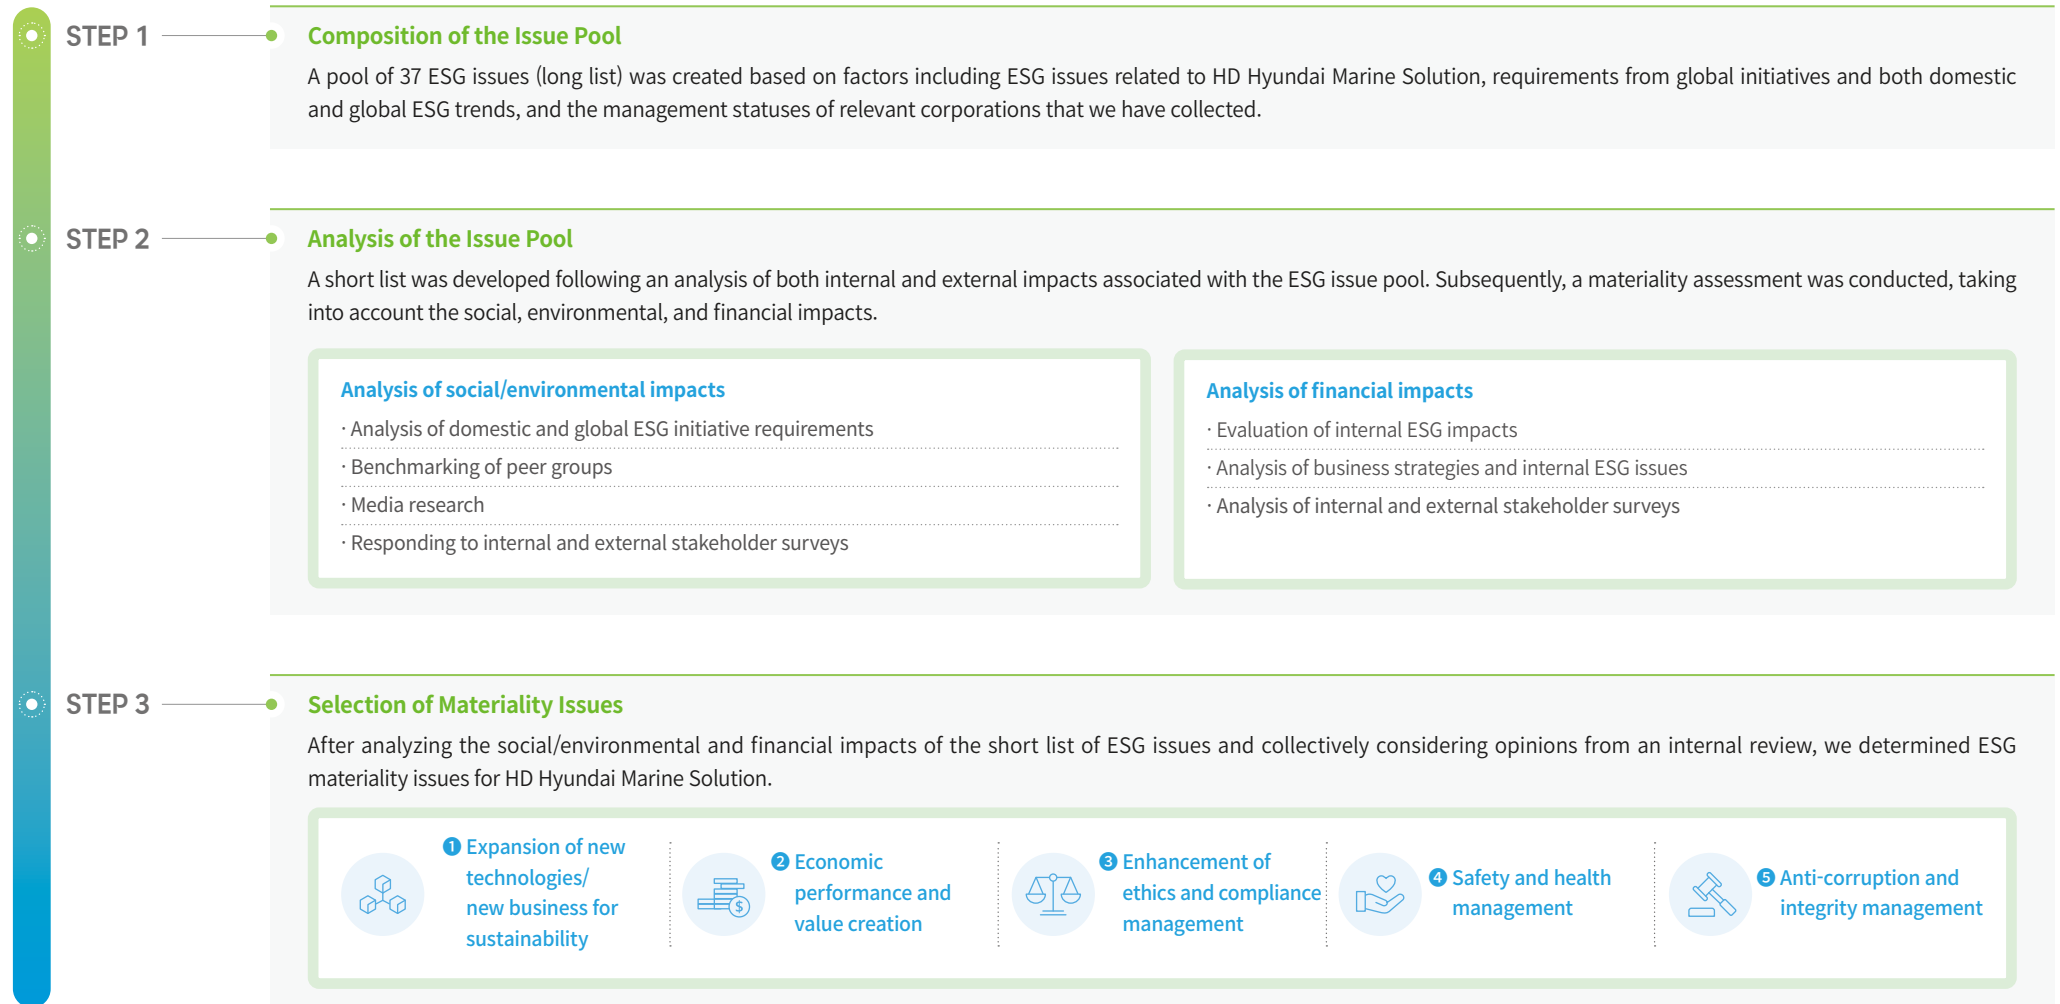 STEP 1
Composition of the Issue Pool
A pool of 37 ESG issues (long list) was created based on factors including ESG issues related to HD Hyundai Marine Solution, requirements from global initiatives and both domestic
and global ESG trends, and the management statuses of relevant corporations that we have collected.
STEP 2
Analysis of the Issue Pool
A short list was developed following an analysis of both internal and external impacts associated with the ESG issue pool. Subsequently, a materiality assessment was conducted, taking
into account the social, environmental, and financial impacts.
Analysis of social/environmental impacts
· Analysis of domestic and global ESG initiative requirements
· Benchmarking of peer groups
· Media research
· Responding to internal and external stakeholder surveys
Analysis of financial impacts
· Evaluation of internal ESG impacts
· Analysis of business strategies and internal ESG issues
· Analysis of internal and external stakeholder surveys
STEP 3
Selection of Materiality Issues
After analyzing the social/environmental and financial impacts of the short list of ESG issues and collectively considering opinions from an internal review, we determined ESG
materiality issues for HD Hyundai Marine Solution.
❶ Expansion of new
technologies/
new business for
sustainability
❷ Economic
performance and
value creation
❸ Enhancement of
ethics and compliance
management
❹ Safety and health
management
❺ Anti-corruption and
integrity management